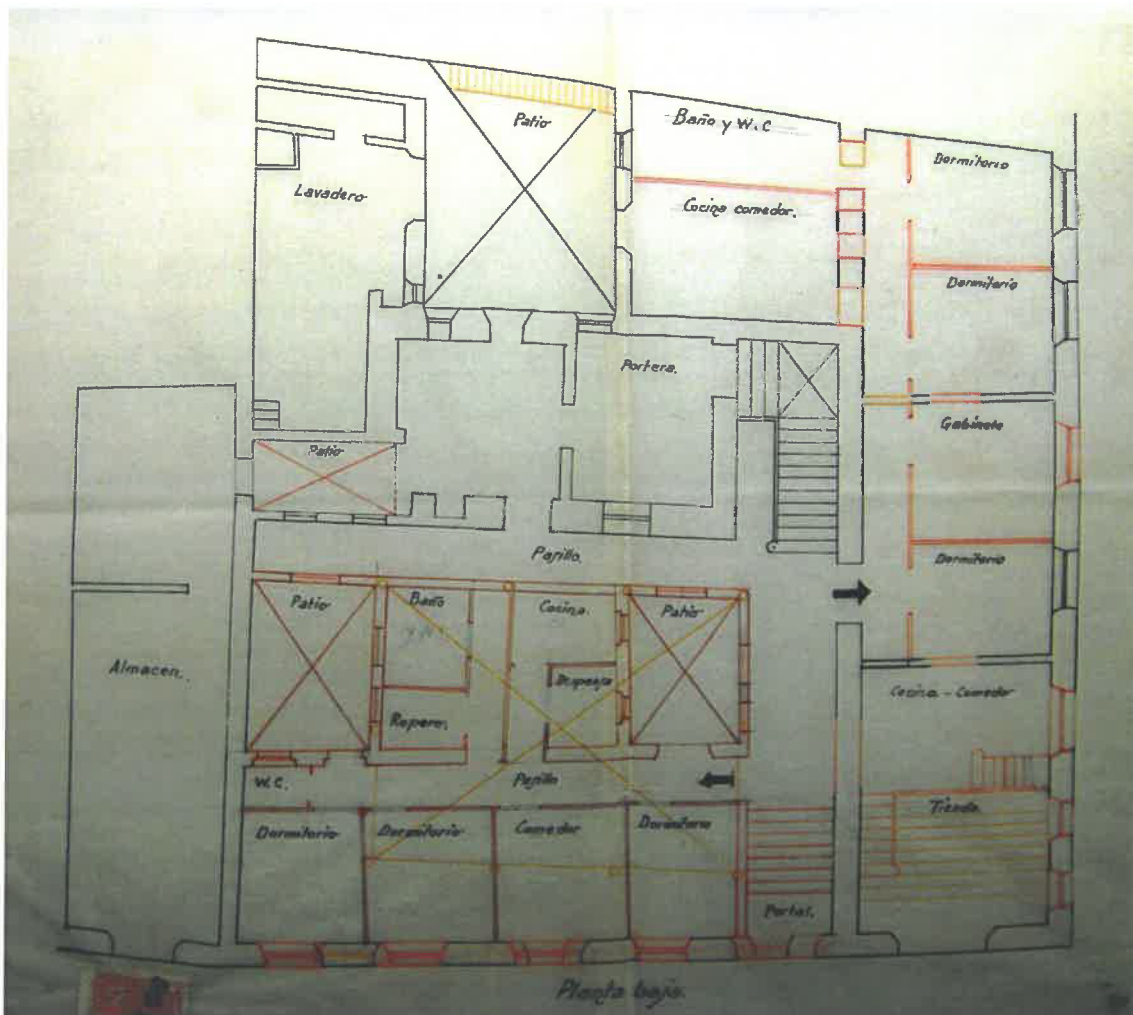 Patio
Baño y W.C
Dormitorio
Lavadero
Cocina comedor.
Dormitorio
Portera.
Gabinete
Patio
Pasillo.
Dormitorio
Patio
Baño
Cocina.
Patio
Almacen.
Despensa
Cocina - Comedor
Ropero.
W.C.
Pasillo
Tienda.
Dormitorio
Dormitorio
Comedor
Dormitorio
Portal.
Planta baja.